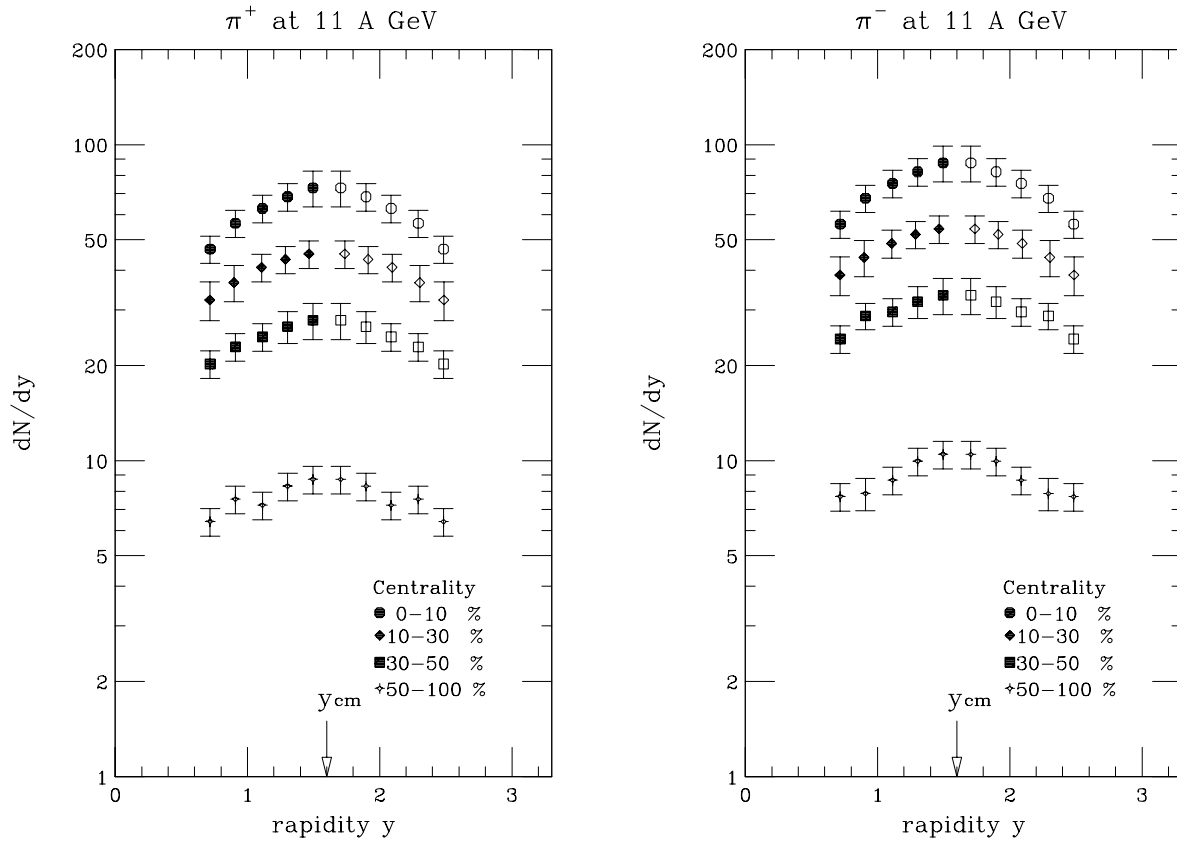 π⁺ at 11 A GeV
200
100
50
20
10
5
2
1
dN/dy
Centrality
0−10 %
10−30 %
30−50 %
50−100 %
ycm
0 1 2 3
rapidity y
π⁻ at 11 A GeV
200
100
50
20
10
5
2
1
dN/dy
Centrality
0−10 %
10−30 %
30−50 %
50−100 %
ycm
0 1 2 3
rapidity y